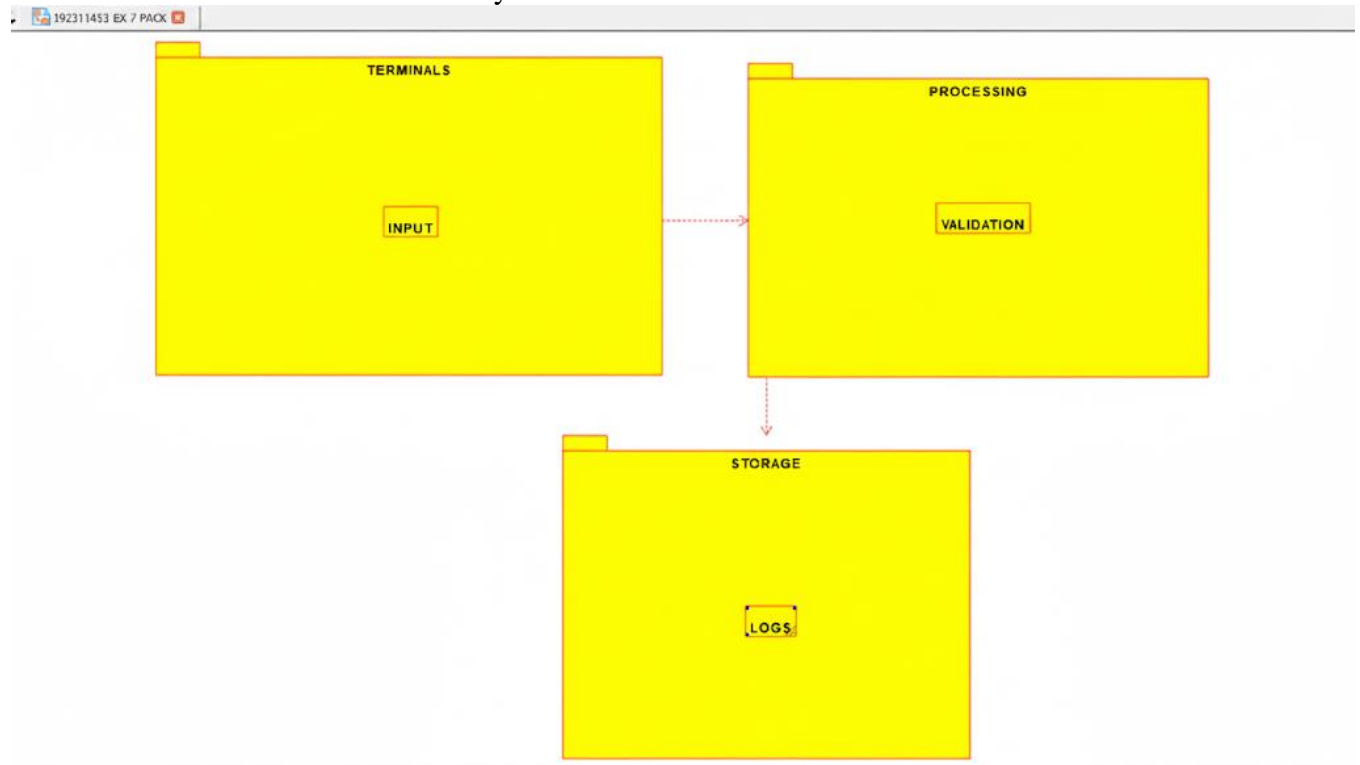 192311453 EX 7 PACK
TERMINALS
PROCESSING
INPUT
VALIDATION
STORAGE
LOGS